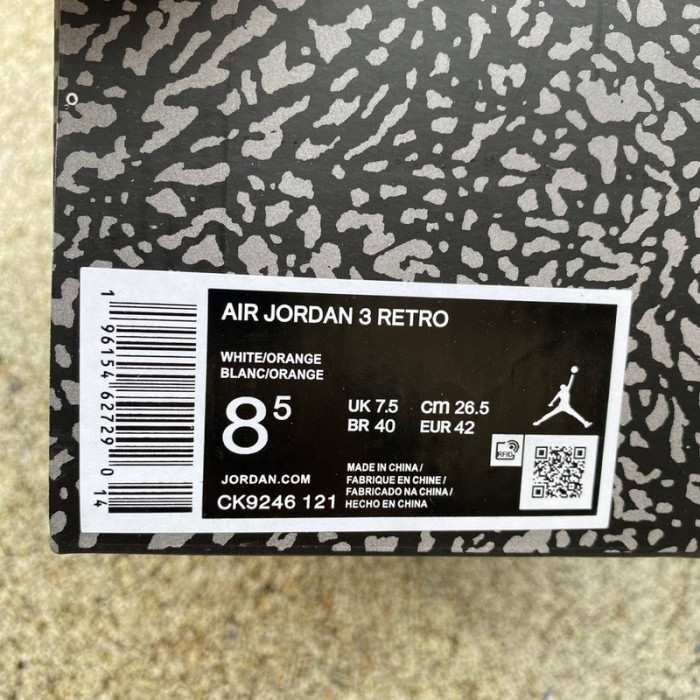 AIR JORDAN 3 RETRO
WHITE/ORANGE
BLANC/ORANGE
8⁵
UK 7.5 cm 26.5
BR 40 EUR 42
RFID
JORDAN.COM
CK9246 121
MADE IN CHINA /
FABRIQUE EN CHINE /
FABRICADO NA CHINA /
HECHO EN CHINA
1 96154 62729 0 14